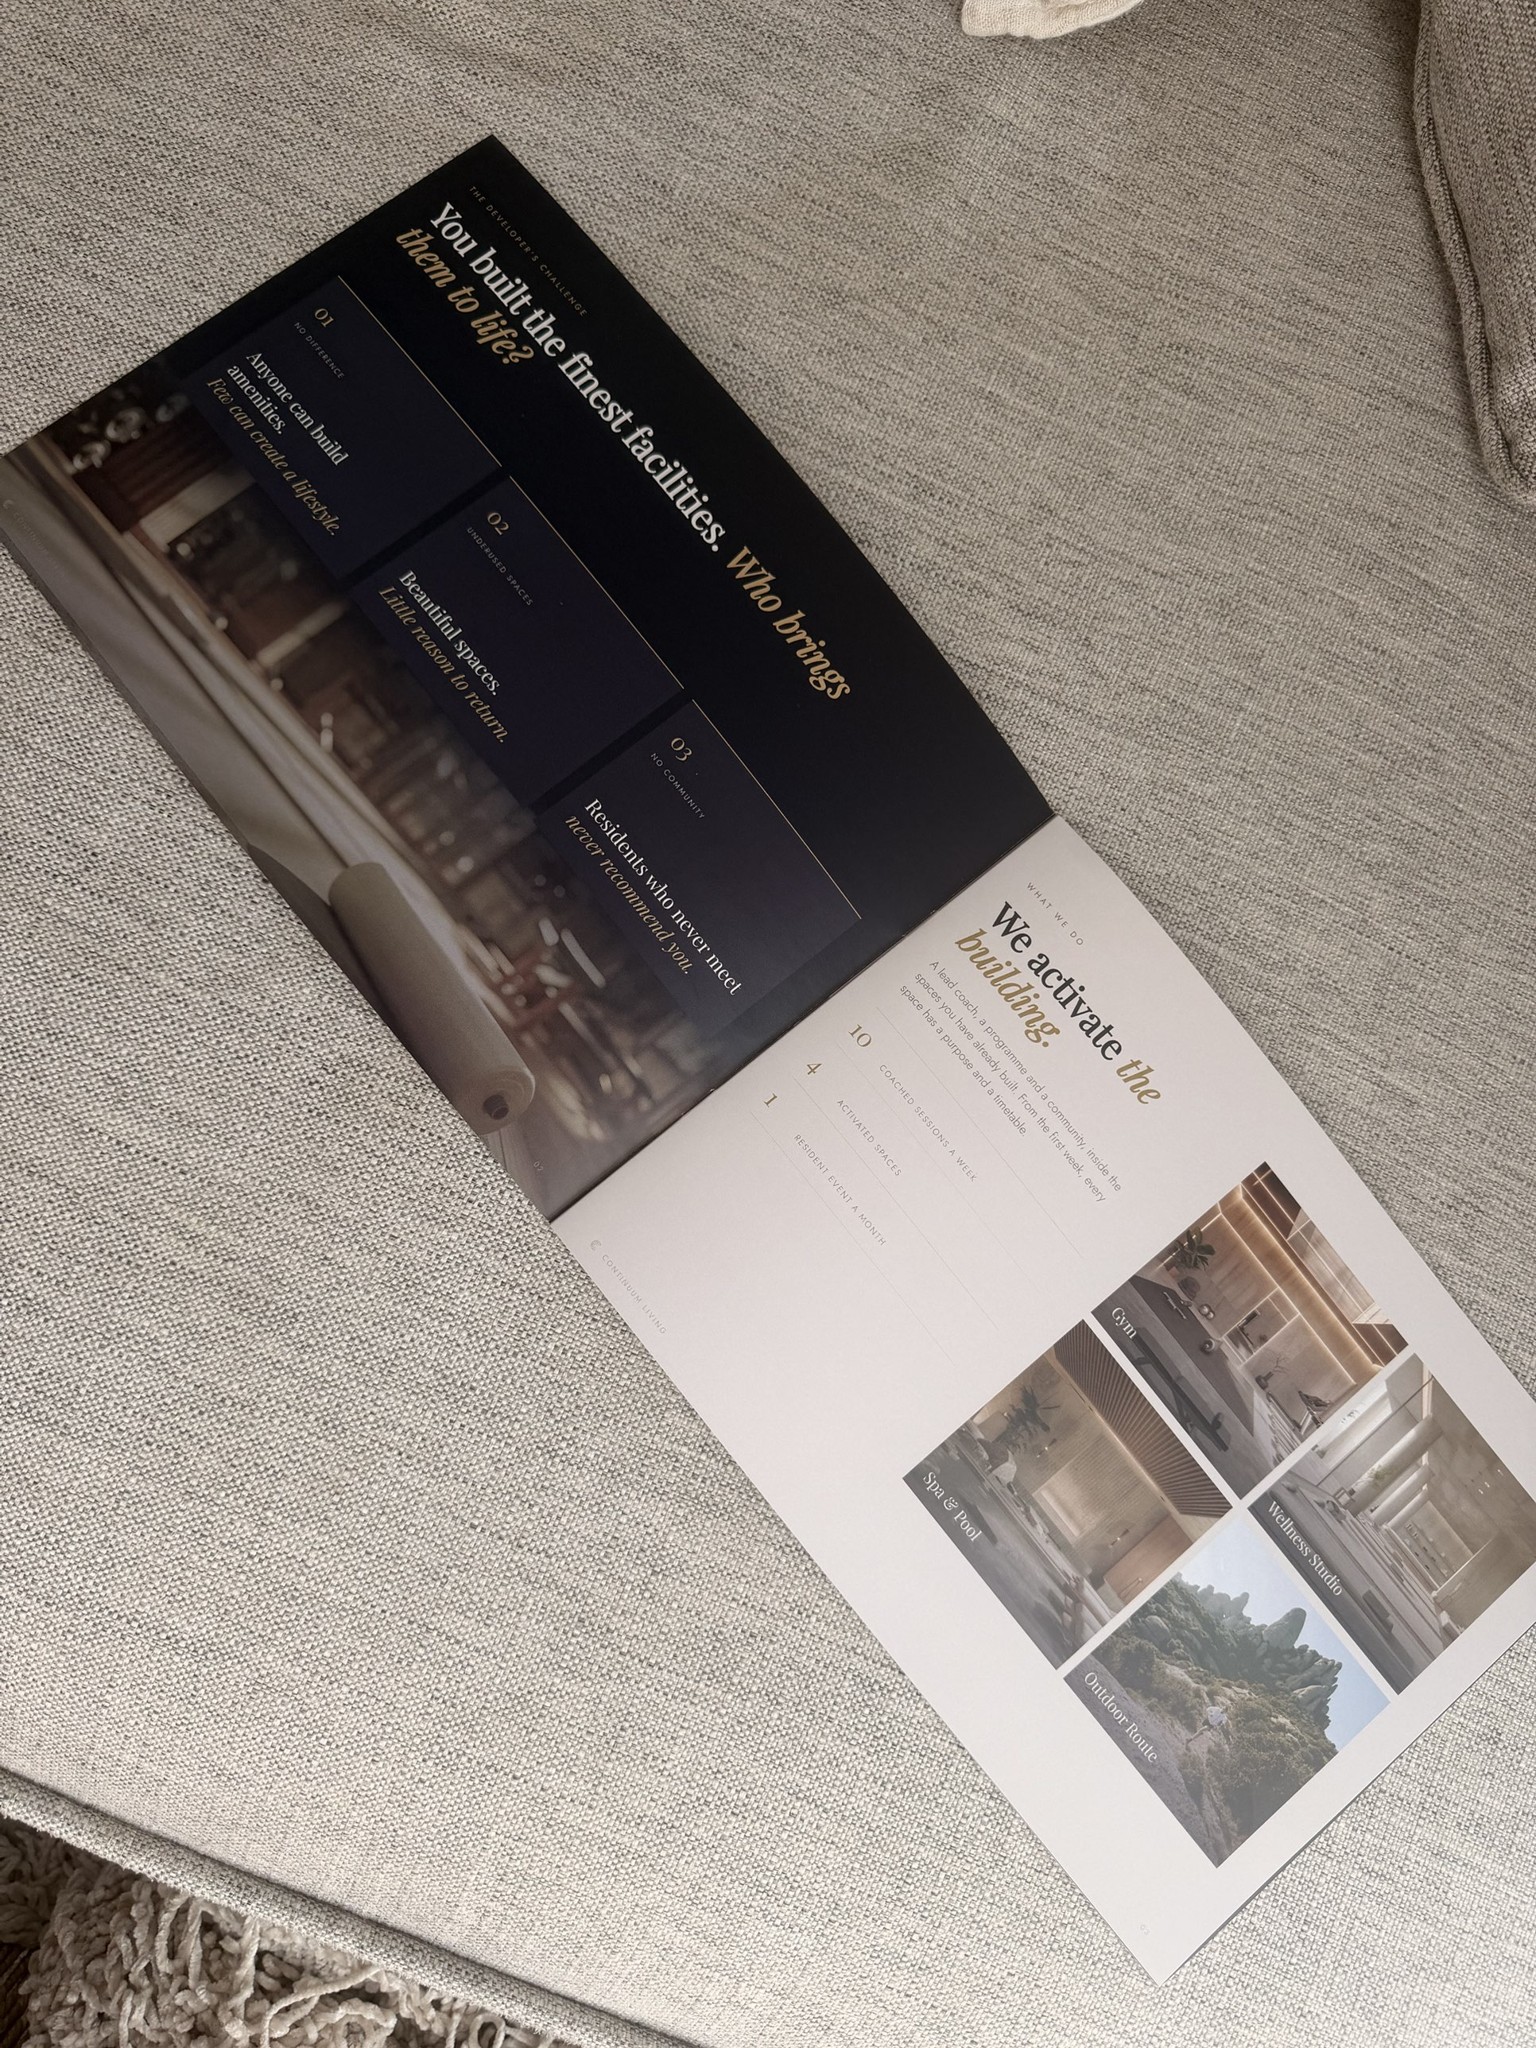 THE DEVELOPER'S CHALLENGE
You built the finest facilities. Who brings
them to life?
01
NO DIFFERENCE
Anyone can build
amenities.
Few can create a lifestyle.
02
UNDERUSED SPACES
Beautiful spaces.
Little reason to return.
03
NO COMMUNITY
Residents who never meet
never recommend you.
02
WHAT WE DO
We activate the
building.
A lead coach, a programme and a community, inside the
spaces you have already built. From the first week, every
space has a purpose and a timetable.
10 COACHED SESSIONS A WEEK
4 ACTIVATED SPACES
1 RESIDENT EVENT A MONTH
Gym
Wellness Studio
Spa & Pool
Outdoor Route
CONTINUUM LIVING